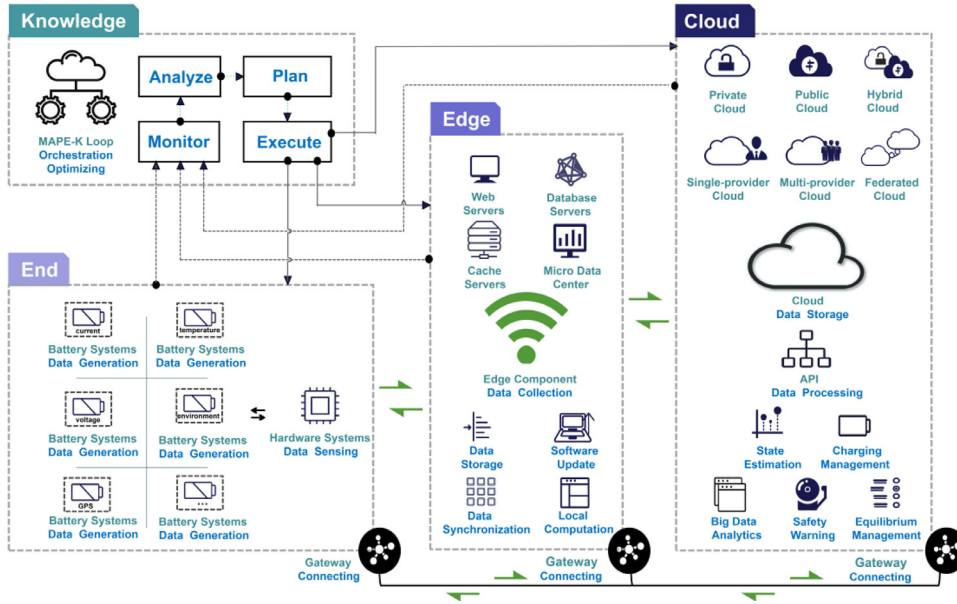 Knowledge
MAPE-K Loop
Orchestration
Optimizing
Analyze
Plan
Monitor
Execute
End
current
Battery Systems
Data Generation
temperature
Battery Systems
Data Generation
voltage
Battery Systems
Data Generation
environment
Battery Systems
Data Generation
GPS
Battery Systems
Data Generation
...
Battery Systems
Data Generation
Hardware Systems
Data Sensing
Gateway
Connecting
Edge
Web
Servers
Database
Servers
Cache
Servers
Micro Data
Center
Edge Component
Data Collection
Data
Storage
Software
Update
Data
Synchronization
Local
Computation
Gateway
Connecting
Cloud
Private
Cloud
Public
Cloud
Hybrid
Cloud
Single-provider
Cloud
Multi-provider
Cloud
Federated
Cloud
Cloud
Data Storage
API
Data Processing
State
Estimation
Charging
Management
Big Data
Analytics
Safety
Warning
Equilibrium
Management
Gateway
Connecting